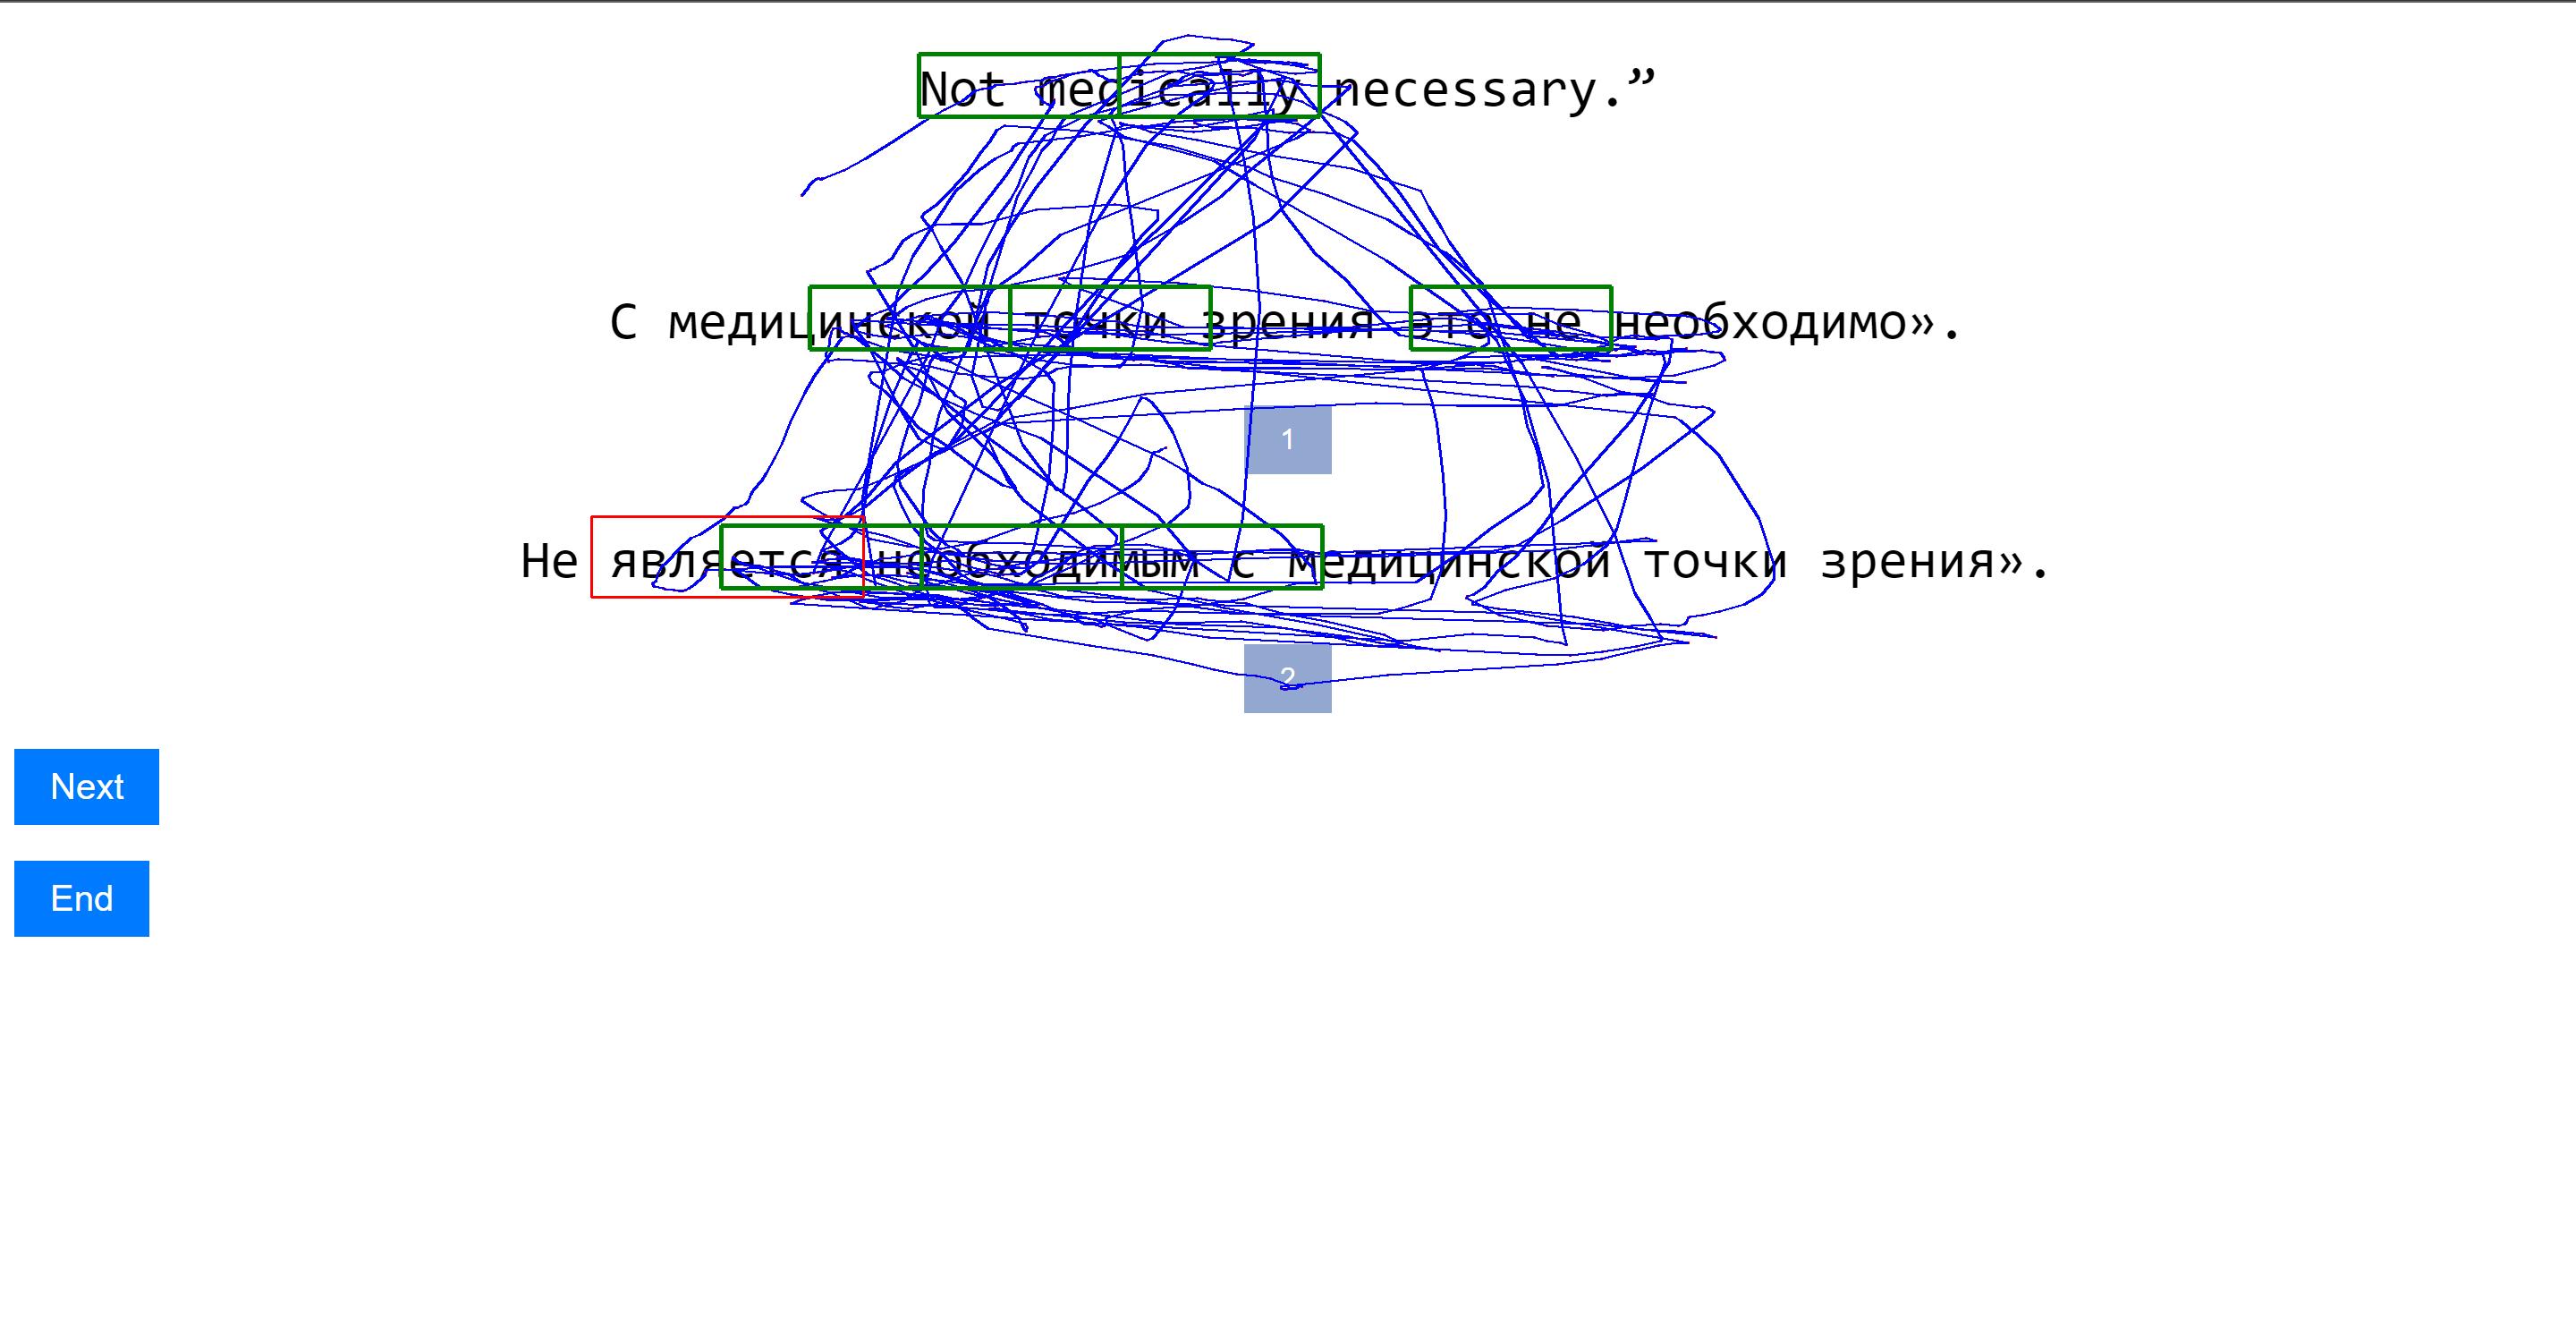 Not medically necessary.”
С медицинской точки зрения это не необходимо».
1
Не является необходимым с медицинской точки зрения».
2
Next
End